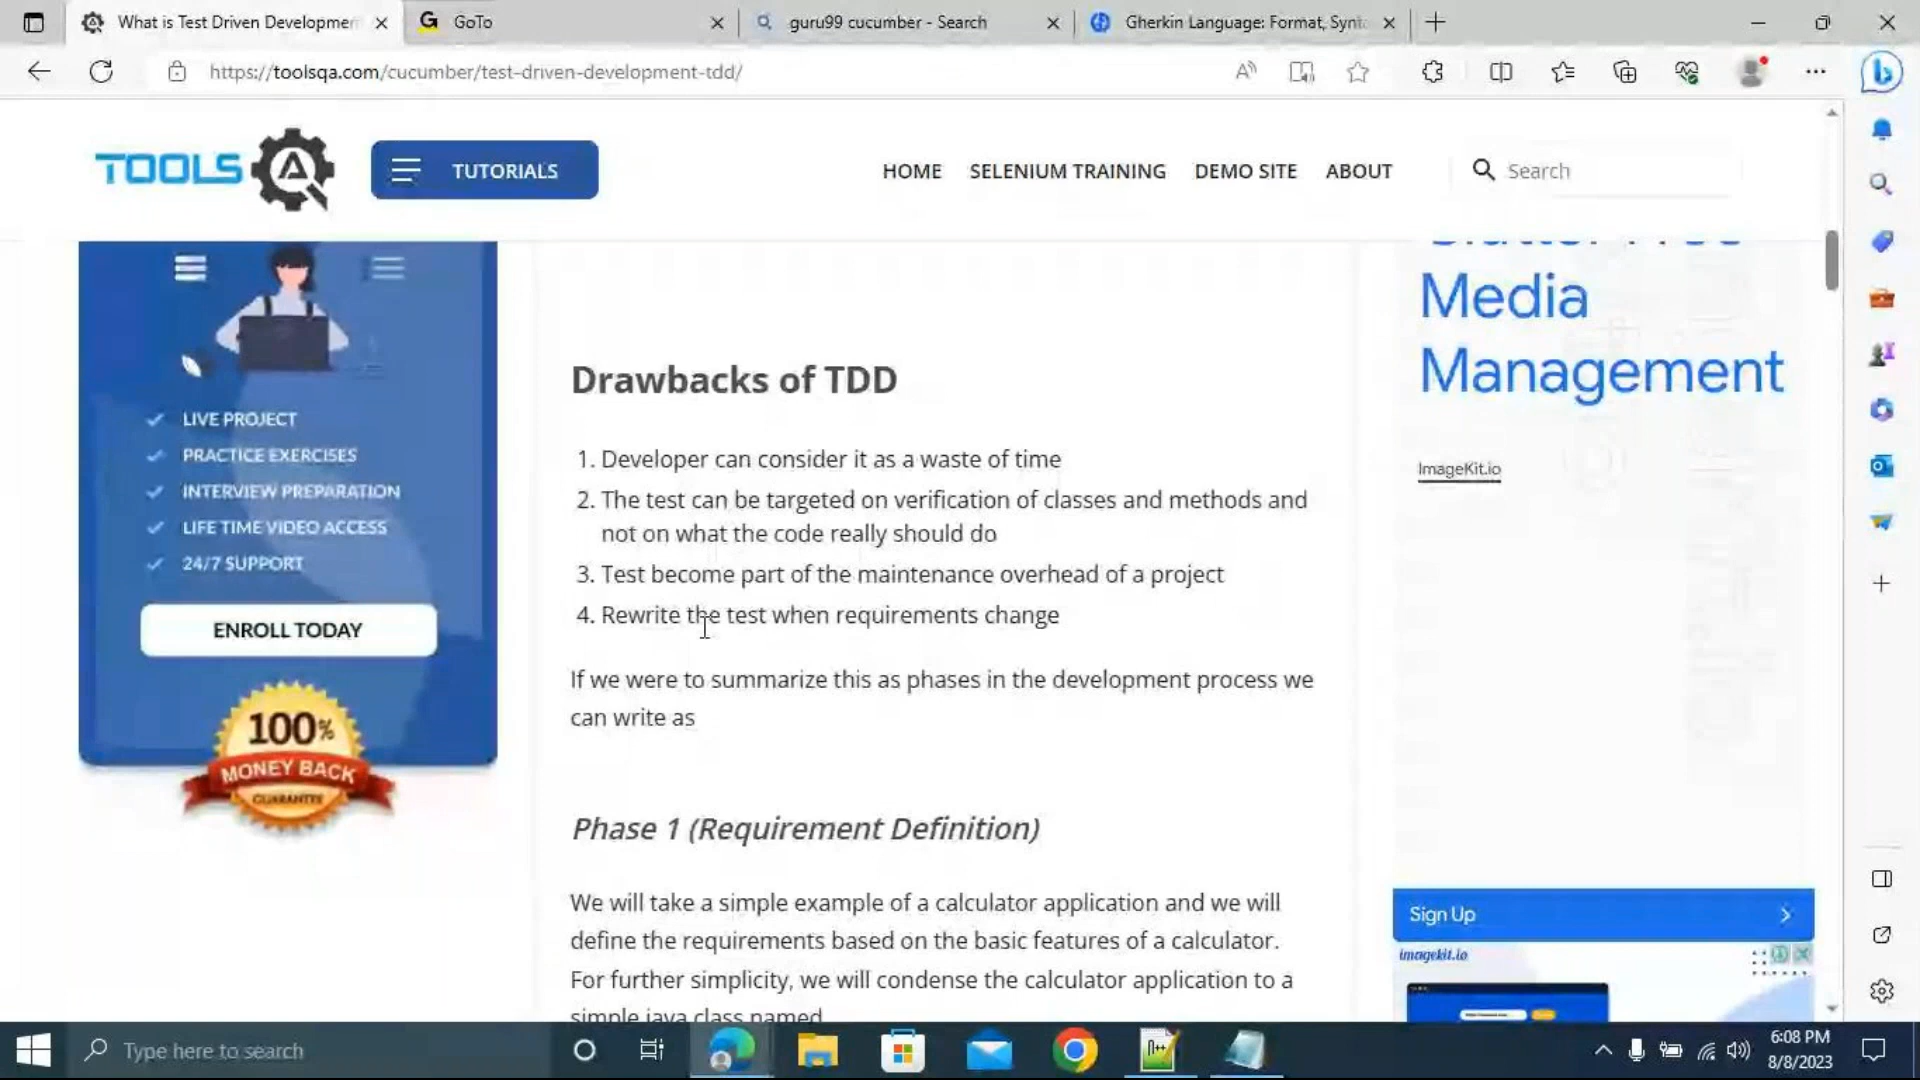 What is Test Driven Developmen
GoTo
guru99 cucumber - Search
Gherkin Language: Format, Synt
https://toolsqa.com/cucumber/test-driven-development-tdd/
TOOLS
TUTORIALS
HOME
SELENIUM TRAINING
DEMO SITE
ABOUT
Search
LIVE PROJECT
PRACTICE EXERCISES
INTERVIEW PREPARATION
LIFE TIME VIDEO ACCESS
24/7 SUPPORT
ENROLL TODAY
100%
MONEY BACK
GUARANTEE
Drawbacks of TDD
1. Developer can consider it as a waste of time
2. The test can be targeted on verification of classes and methods and
not on what the code really should do
3. Test become part of the maintenance overhead of a project
4. Rewrite the test when requirements change
If we were to summarize this as phases in the development process we
can write as
Phase 1 (Requirement Definition)
We will take a simple example of a calculator application and we will
define the requirements based on the basic features of a calculator.
For further simplicity, we will condense the calculator application to a
simple java class named
Media
Management
ImageKit.io
Sign Up
imagekit.io
Type here to search
6:08 PM
8/8/2023